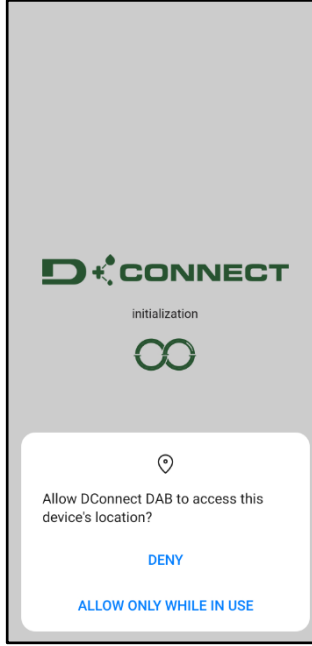 D+CONNECT
initialization
Allow DConnect DAB to access this
device's location?
DENY
ALLOW ONLY WHILE IN USE